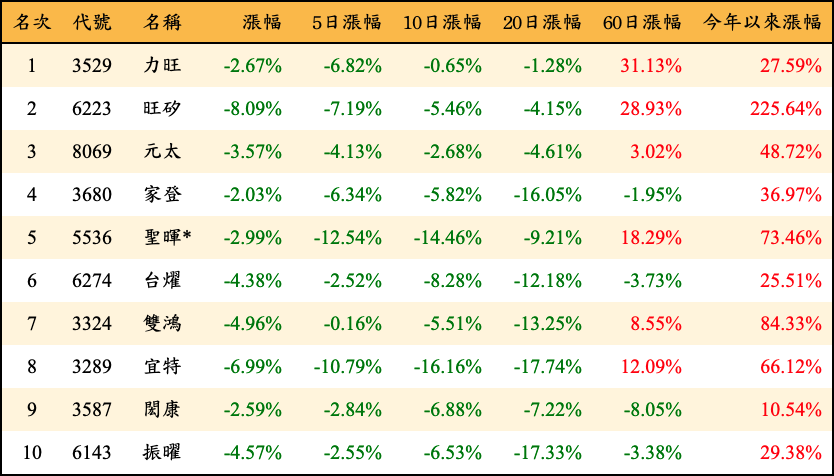 名次 代號 名稱 漲幅 5日漲幅 10日漲幅 20日漲幅 60日漲幅 今年以來漲幅
1 3529 力旺 -2.67% -6.82% -0.65% -1.28% 31.13% 27.59%
2 6223 旺矽 -8.09% -7.19% -5.46% -4.15% 28.93% 225.64%
3 8069 元太 -3.57% -4.13% -2.68% -4.61% 3.02% 48.72%
4 3680 家登 -2.03% -6.34% -5.82% -16.05% -1.95% 36.97%
5 5536 聖暉* -2.99% -12.54% -14.46% -9.21% 18.29% 73.46%
6 6274 台燿 -4.38% -2.52% -8.28% -12.18% -3.73% 25.51%
7 3324 雙鴻 -4.96% -0.16% -5.51% -13.25% 8.55% 84.33%
8 3289 宜特 -6.99% -10.79% -16.16% -17.74% 12.09% 66.12%
9 3587 閎康 -2.59% -2.84% -6.88% -7.22% -8.05% 10.54%
10 6143 振曜 -4.57% -2.55% -6.53% -17.33% -3.38% 29.38%